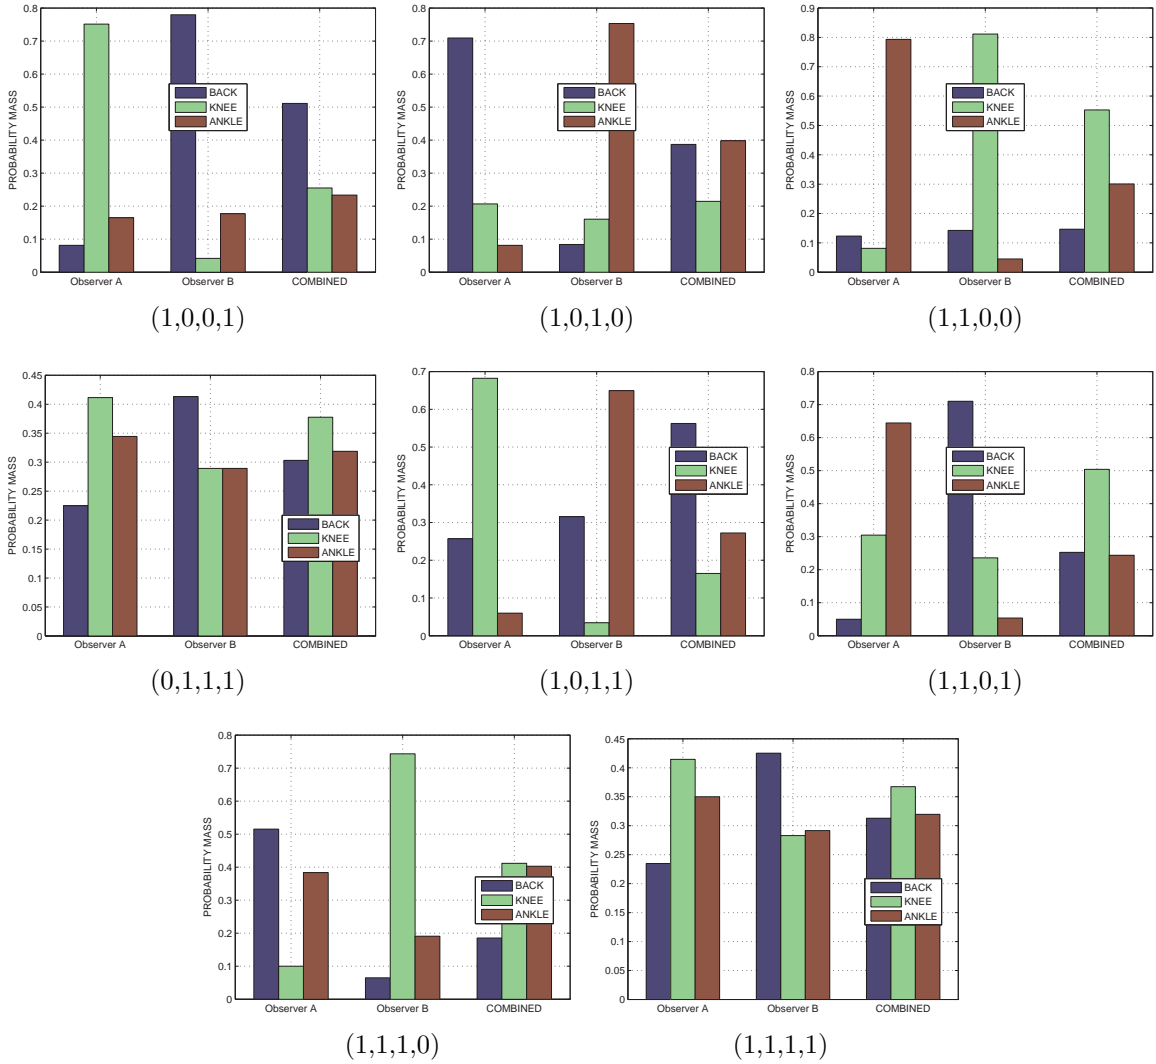 PROBABILITY MASS
0.8
0.7
0.6
0.5
0.4
0.3
0.2
0.1
0
BACK
KNEE
ANKLE
Observer A Observer B COMBINED
(1,0,0,1)
PROBABILITY MASS
0.8
0.7
0.6
0.5
0.4
0.3
0.2
0.1
0
BACK
KNEE
ANKLE
Observer A Observer B COMBINED
(1,0,1,0)
PROBABILITY MASS
0.9
0.8
0.7
0.6
0.5
0.4
0.3
0.2
0.1
0
BACK
KNEE
ANKLE
Observer A Observer B COMBINED
(1,1,0,0)
PROBABILITY MASS
0.45
0.4
0.35
0.3
0.25
0.2
0.15
0.1
0.05
0
BACK
KNEE
ANKLE
Observer A Observer B COMBINED
(0,1,1,1)
PROBABILITY MASS
0.7
0.6
0.5
0.4
0.3
0.2
0.1
0
BACK
KNEE
ANKLE
Observer A Observer B COMBINED
(1,0,1,1)
PROBABILITY MASS
0.8
0.7
0.6
0.5
0.4
0.3
0.2
0.1
0
BACK
KNEE
ANKLE
Observer A Observer B COMBINED
(1,1,0,1)
PROBABILITY MASS
0.8
0.7
0.6
0.5
0.4
0.3
0.2
0.1
0
BACK
KNEE
ANKLE
Observer A Observer B COMBINED
(1,1,1,0)
PROBABILITY MASS
0.45
0.4
0.35
0.3
0.25
0.2
0.15
0.1
0.05
0
BACK
KNEE
ANKLE
Observer A Observer B COMBINED
(1,1,1,1)